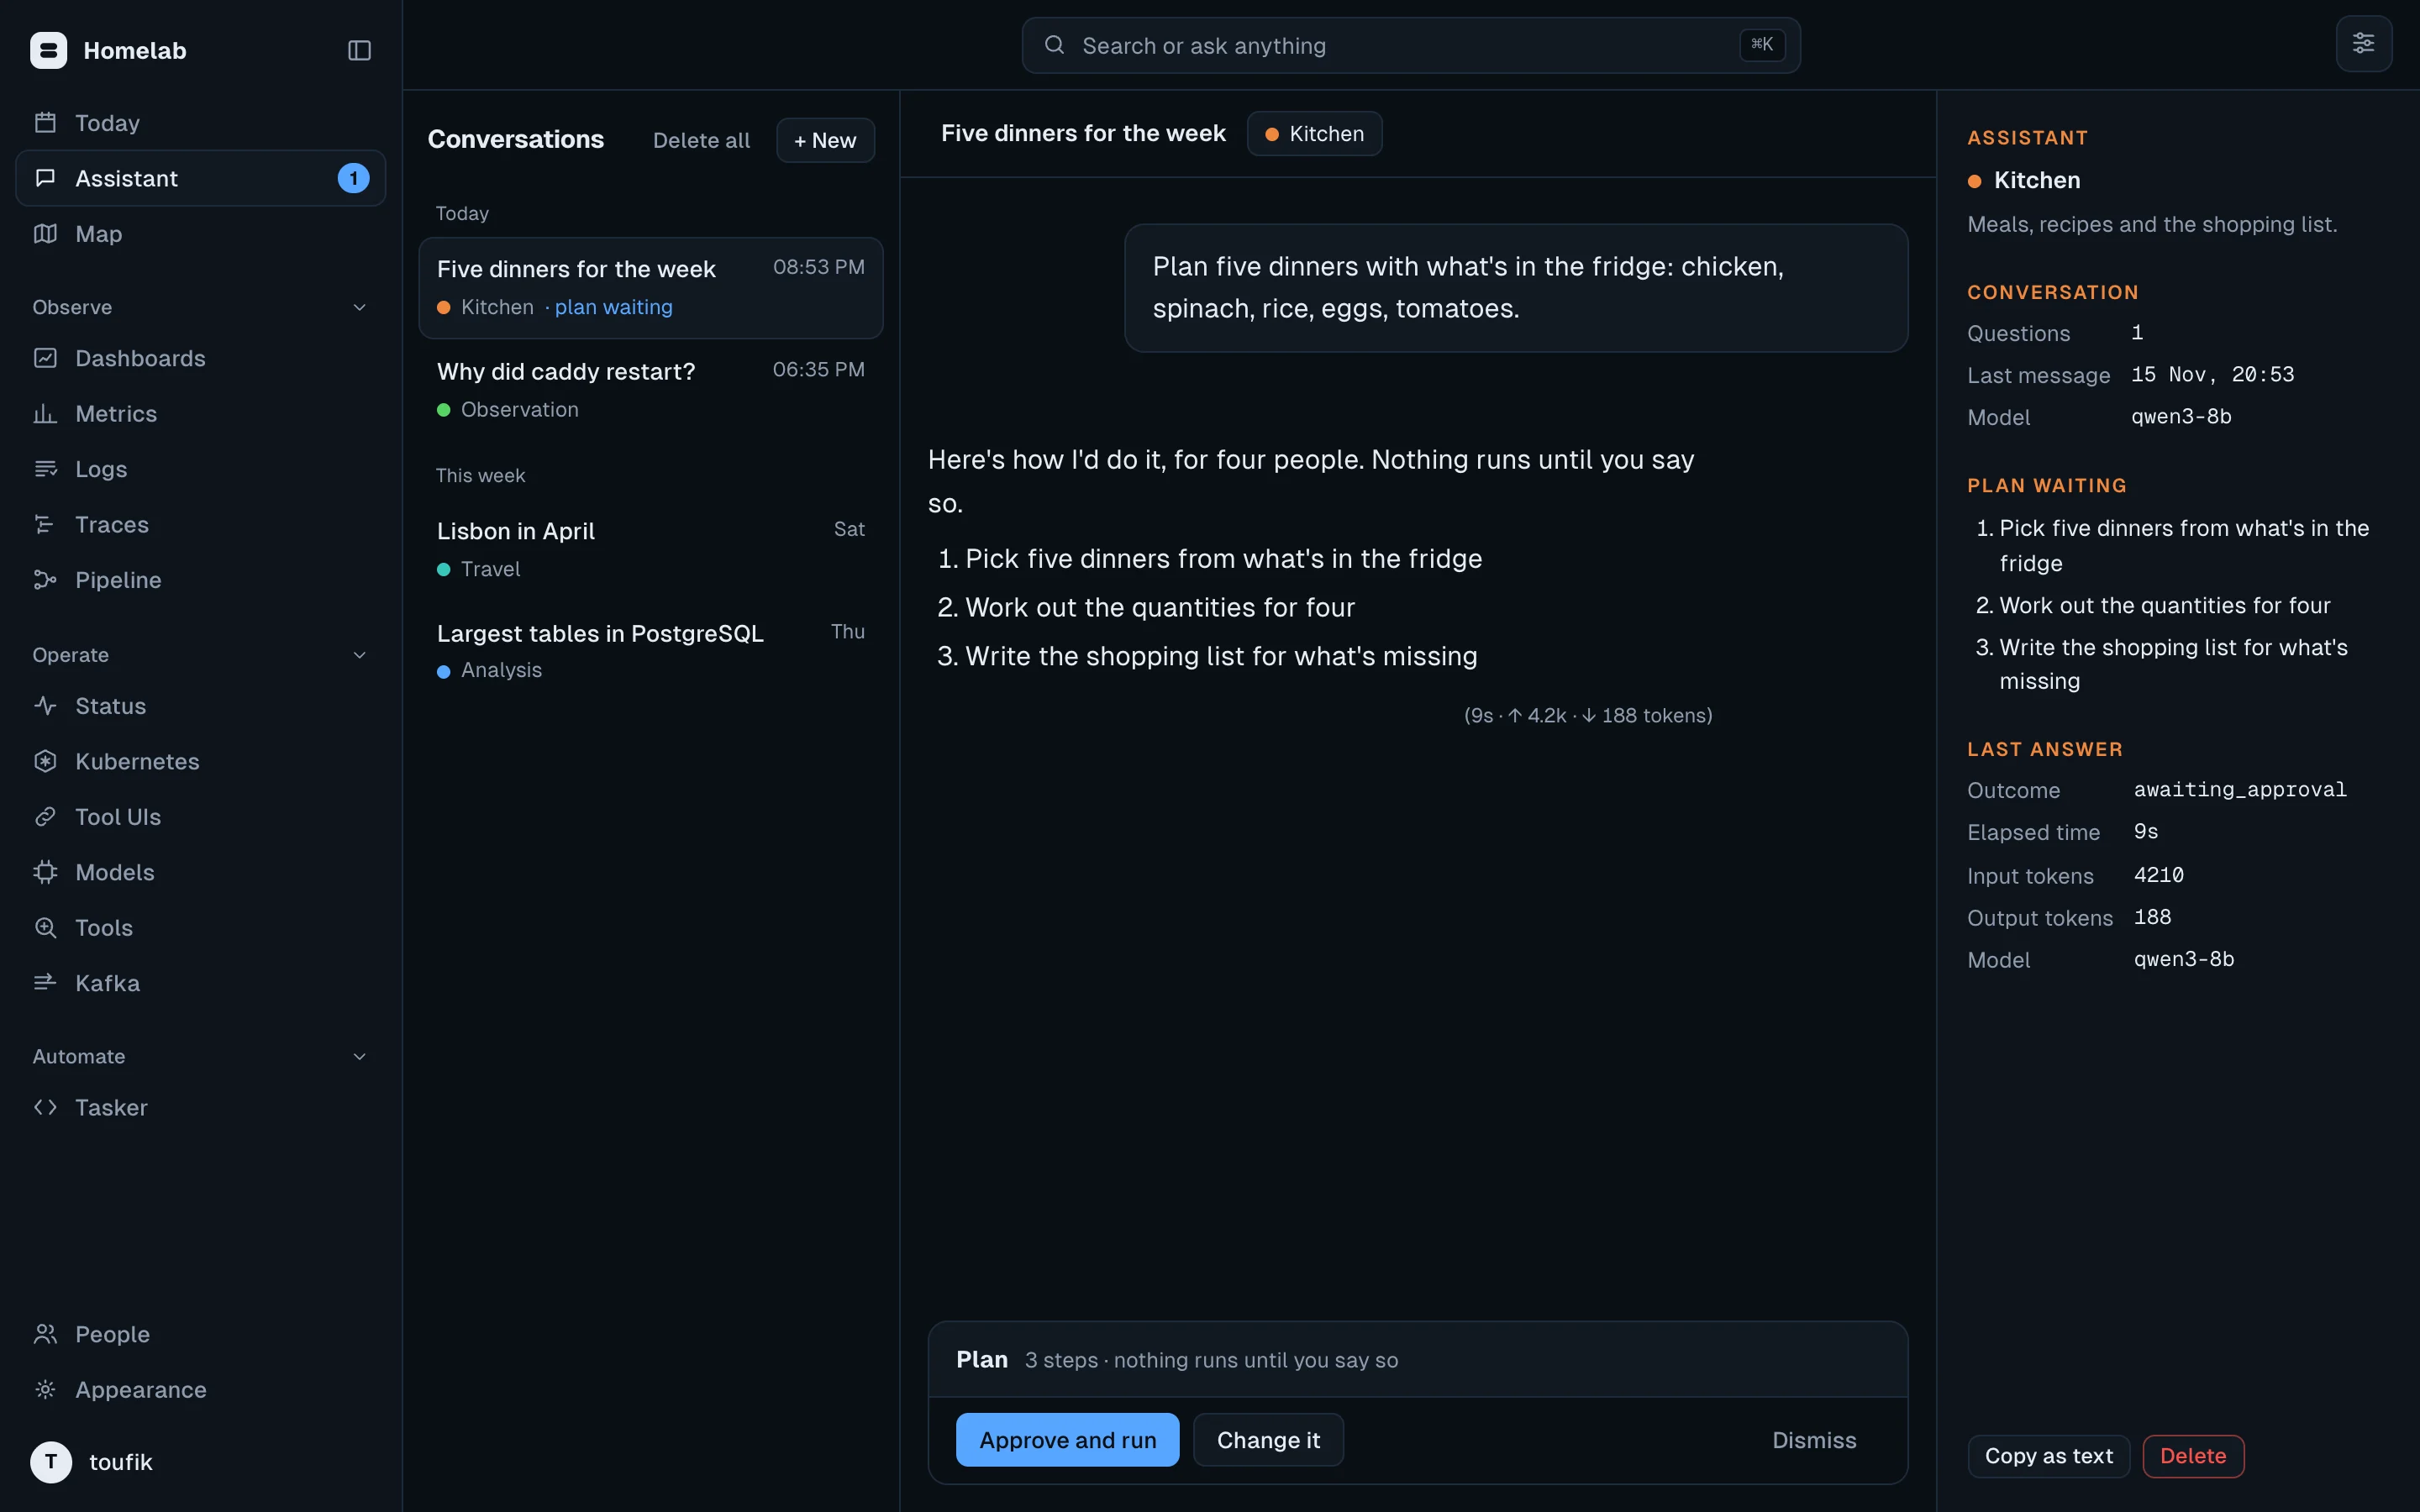 Homelab
Today
Assistant 1
Map
Observe
Dashboards
Metrics
Logs
Traces
Pipeline
Operate
Status
Kubernetes
Tool UIs
Models
Tools
Kafka
Automate
Tasker
People
Appearance
T toufik
Search or ask anything ⌘K
Conversations Delete all + New
Today
Five dinners for the week 08:53 PM
Kitchen · plan waiting
Why did caddy restart? 06:35 PM
Observation
This week
Lisbon in April Sat
Travel
Largest tables in PostgreSQL Thu
Analysis
Five dinners for the week Kitchen
Plan five dinners with what's in the fridge: chicken,
spinach, rice, eggs, tomatoes.
Here's how I'd do it, for four people. Nothing runs until you say
so.
1. Pick five dinners from what's in the fridge
2. Work out the quantities for four
3. Write the shopping list for what's missing
(9s · ↑ 4.2k · ↓ 188 tokens)
Plan 3 steps · nothing runs until you say so
Approve and run Change it Dismiss
ASSISTANT
Kitchen
Meals, recipes and the shopping list.
CONVERSATION
Questions 1
Last message 15 Nov, 20:53
Model qwen3-8b
PLAN WAITING
1. Pick five dinners from what's in the
fridge
2. Work out the quantities for four
3. Write the shopping list for what's
missing
LAST ANSWER
Outcome awaiting_approval
Elapsed time 9s
Input tokens 4210
Output tokens 188
Model qwen3-8b
Copy as text Delete